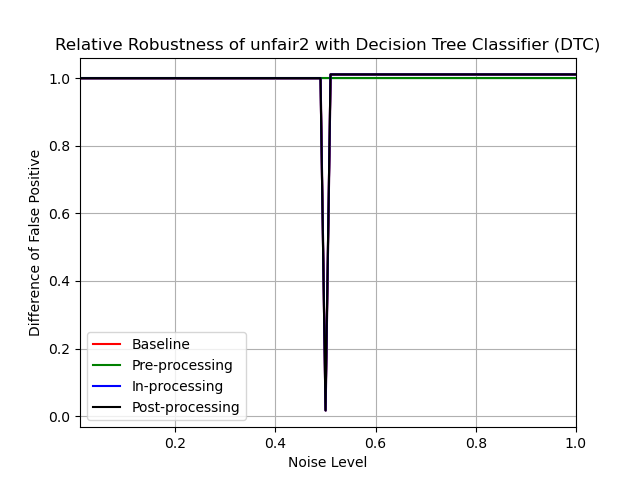 Relative Robustness of unfair2 with Decision Tree Classifier (DTC)
Difference of False Positive
1.0
0.8
0.6
0.4
0.2
0.0
Baseline
Pre-processing
In-processing
Post-processing
0.2
0.4
0.6
0.8
1.0
Noise Level